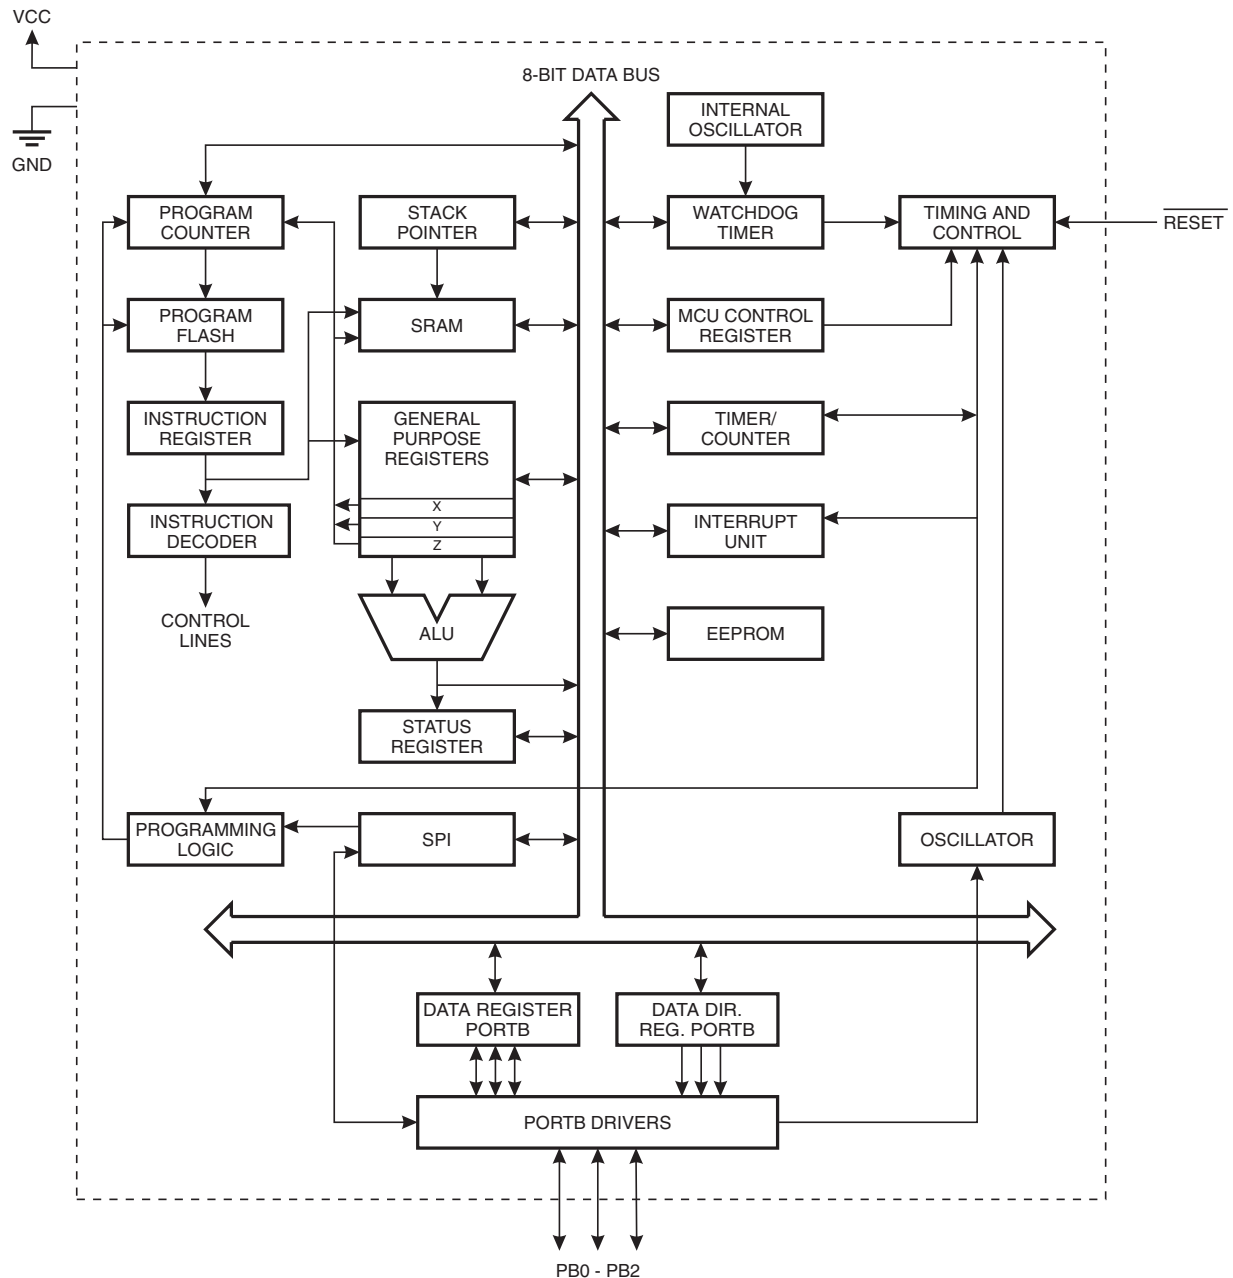 VCC
8-BIT DATA BUS
GND
INTERNAL
OSCILLATOR
PROGRAM
COUNTER
STACK
POINTER
WATCHDOG
TIMER
TIMING AND
CONTROL
RESET
PROGRAM
FLASH
SRAM
MCU CONTROL
REGISTER
INSTRUCTION
REGISTER
GENERAL
PURPOSE
REGISTERS
X
Y
Z
TIMER/
COUNTER
INSTRUCTION
DECODER
INTERRUPT
UNIT
CONTROL
LINES
ALU
EEPROM
STATUS
REGISTER
PROGRAMMING
LOGIC
SPI
OSCILLATOR
DATA REGISTER
PORTB
DATA DIR.
REG. PORTB
PORTB DRIVERS
PB0 - PB2